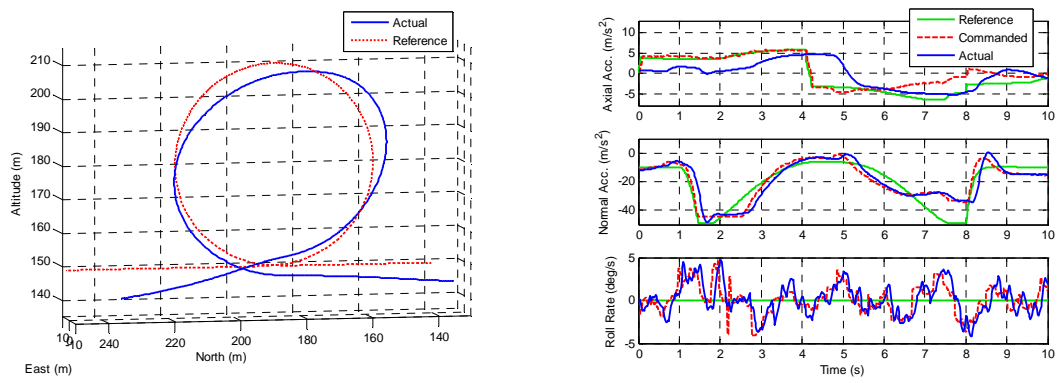 Actual
Reference
210
200
190
180
170
160
150
140
Altitude (m)
10
-10
240
220
200
180
160
140
North (m)
East (m)
Reference
Commanded
Actual
Axial Acc. (m/s²)
10
5
0
-5
0 1 2 3 4 5 6 7 8 9 10
Normal Acc. (m/s²)
0
-20
-40
0 1 2 3 4 5 6 7 8 9 10
Roll Rate (deg/s)
5
0
-5
0 1 2 3 4 5 6 7 8 9 10
Time (s)